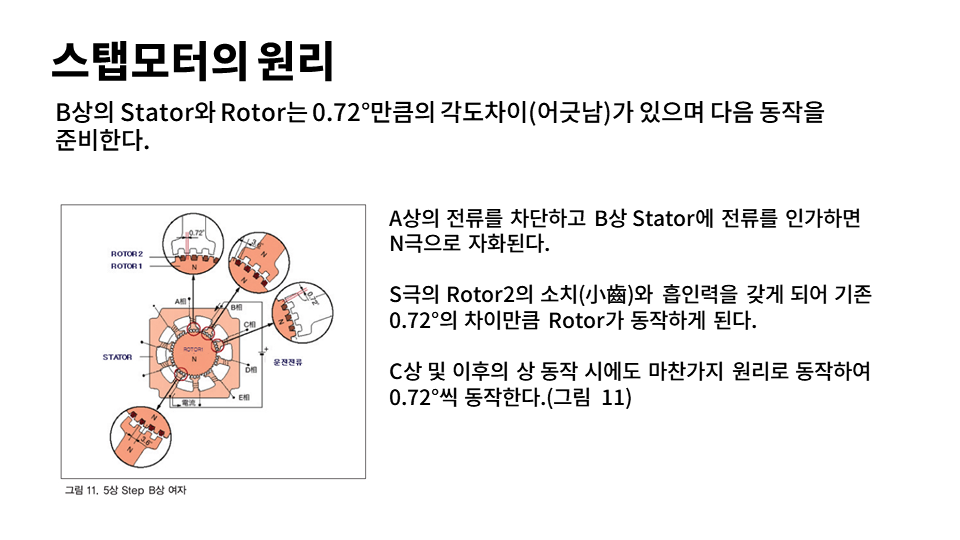 스탭모터의 원리
B상의 Stator와 Rotor는 0.72°만큼의 각도차이(어긋남)가 있으며 다음 동작을
준비한다.
A상의 전류를 차단하고 B상 Stator에 전류를 인가하면
N극으로 자화된다.
S극의 Rotor2의 소치(小齒)와 흡인력을 갖게 되어 기존
0.72°의 차이만큼 Rotor가 동작하게 된다.
C상 및 이후의 상 동작 시에도 마찬가지 원리로 동작하여
0.72°씩 동작한다.(그림 11)
0.72°
ROTOR2
ROTOR1
N
3.6°
N
N
0.72°
N
A相
B相
C相
ROTOR1
N
STATOR
+
운전전류
D相
E相
電流
N
3.6°
N
그림 11. 5상 Step B상 여자